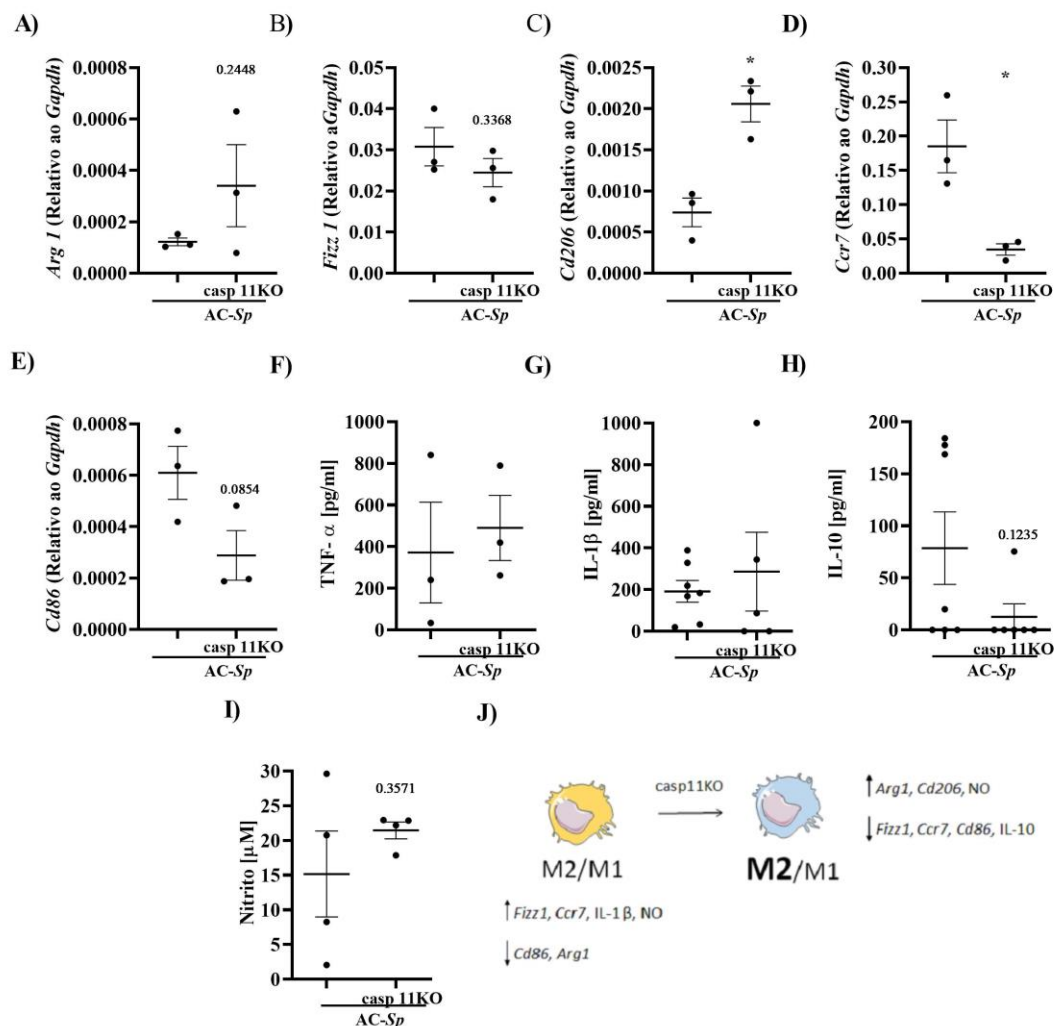 A)
Arg 1 (Relativo ao Gapdh)
0.0008
0.0006
0.0004
0.0002
0.0000
0.2448
casp 11KO
AC-Sp
B)
Fizz 1 (Relativo aGapdh)
0.05
0.04
0.03
0.02
0.01
0.00
0.3368
casp 11KO
AC-Sp
C)
Cd206 (Relativo ao Gapdh)
0.0025
0.0020
0.0015
0.0010
0.0005
0.0000
*
casp 11KO
AC-Sp
D)
Ccr7 (Relativo ao Gapdh)
0.30
0.25
0.20
0.15
0.10
0.05
0.00
*
casp 11KO
AC-Sp
E)
Cd86 (Relativo ao Gapdh)
0.0008
0.0006
0.0004
0.0002
0.0000
0.0854
casp 11KO
AC-Sp
F)
TNF- α [pg/ml]
1000
800
600
400
200
0
casp 11KO
AC-Sp
G)
IL-1β [pg/ml]
1000
800
600
400
200
0
casp 11KO
AC-Sp
H)
IL-10 [pg/ml]
200
150
100
50
0
0.1235
casp 11KO
AC-Sp
I)
Nitrito [µM]
30
25
20
15
10
5
0
0.3571
casp 11KO
AC-Sp
J)
casp11KO
M2/M1
↑ Fizz1, Ccr7, IL-1β, NO
↓ Cd86, Arg1
M2/M1
↑ Arg1, Cd206, NO
↓ Fizz1, Ccr7, Cd86, IL-10